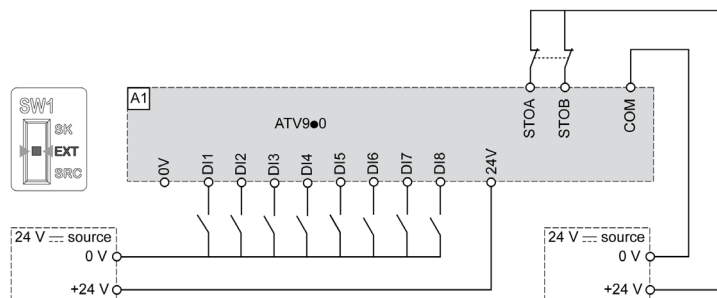 STOA
STOB
COM
SW1
SK
EXT
SRC
A1
ATV9●0
0V
DI1
DI2
DI3
DI4
DI5
DI6
DI7
DI8
24V
24 V ⎓ source
0 V
+24 V
24 V ⎓ source
0 V
+24 V